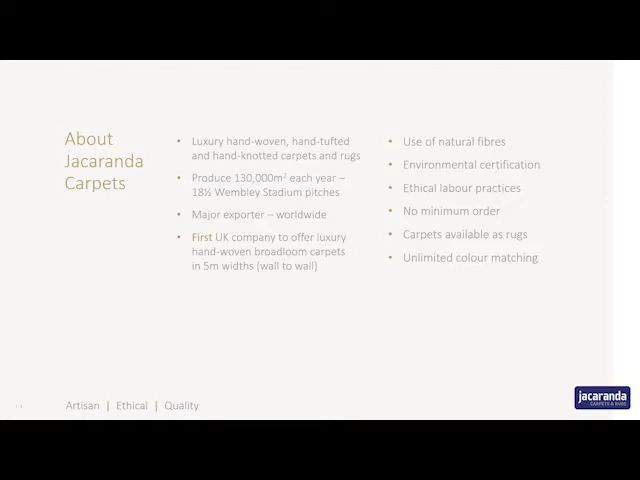 About
Jacaranda
Carpets
• Luxury hand-woven, hand-tufted
and hand-knotted carpets and rugs
• Produce 130,000m² each year –
18½ Wembley Stadium pitches
• Major exporter – worldwide
• First UK company to offer luxury
hand-woven broadloom carpets
in 5m widths (wall to wall)
• Use of natural fibres
• Environmental certification
• Ethical labour practices
• No minimum order
• Carpets available as rugs
• Unlimited colour matching
Artisan | Ethical | Quality
jacaranda
CARPETS & RUGS